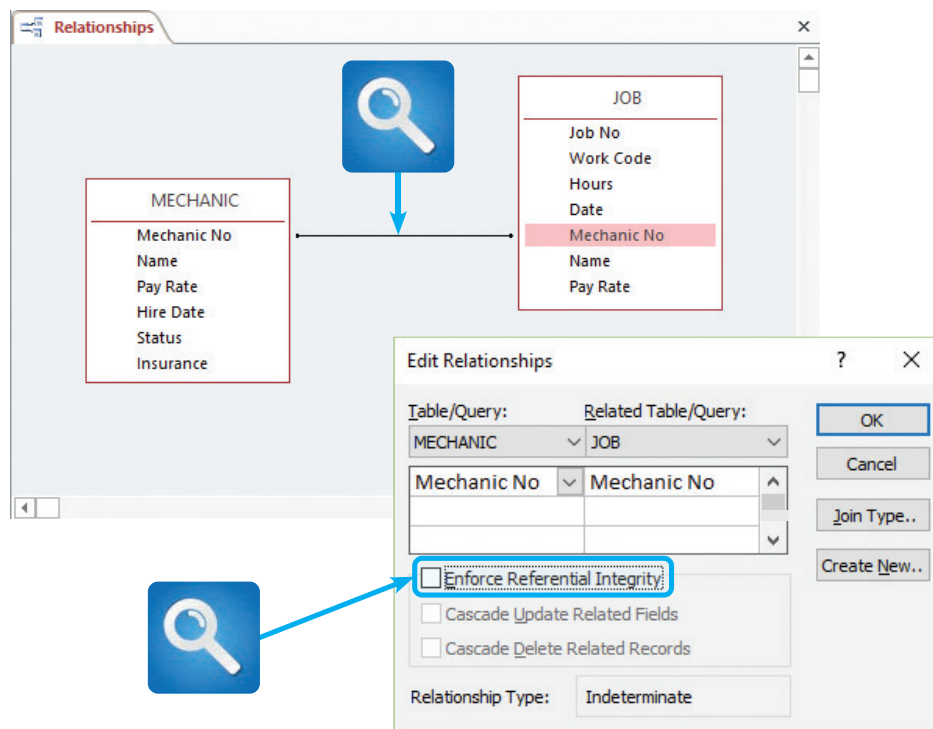 Relationships
MECHANIC
Mechanic No
Name
Pay Rate
Hire Date
Status
Insurance
JOB
Job No
Work Code
Hours
Date
Mechanic No
Name
Pay Rate
Edit Relationships
?
Table/Query:
Related Table/Query:
MECHANIC
JOB
Mechanic No
Mechanic No
Enforce Referential Integrity
Cascade Update Related Fields
Cascade Delete Related Records
Relationship Type:
Indeterminate
OK
Cancel
Join Type..
Create New..